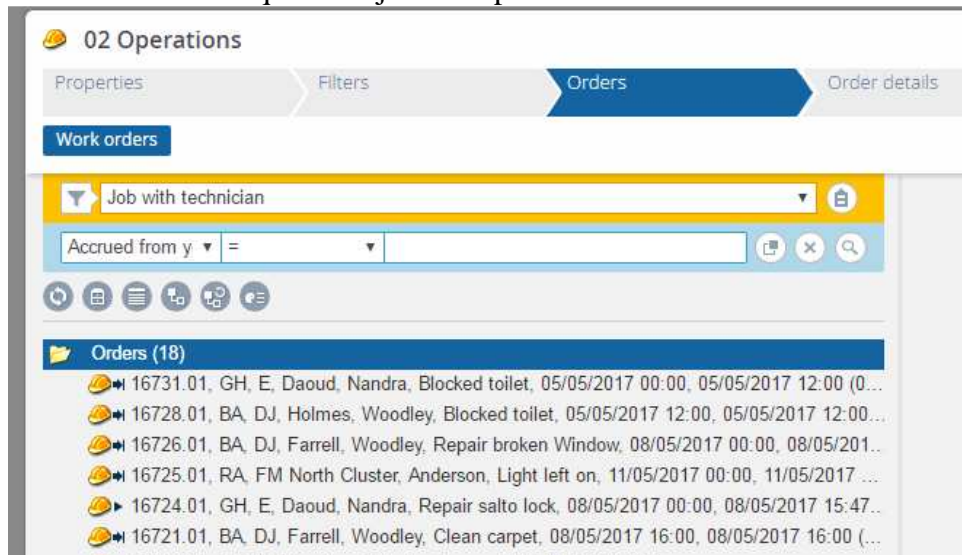 02 Operations
Properties Filters Orders Order details
Work orders
Job with technician
Accrued from y =
Orders (18)
16731.01, GH, E, Daoud, Nandra, Blocked toilet, 05/05/2017 00:00, 05/05/2017 12:00 (0...
16728.01, BA, DJ, Holmes, Woodley, Blocked toilet, 05/05/2017 12:00, 05/05/2017 12:00...
16726.01, BA, DJ, Farrell, Woodley, Repair broken Window, 08/05/2017 00:00, 08/05/201...
16725.01, RA, FM North Cluster, Anderson, Light left on, 11/05/2017 00:00, 11/05/2017 ...
16724.01, GH, E, Daoud, Nandra, Repair salto lock, 08/05/2017 00:00, 08/05/2017 15:47...
16721.01, BA, DJ, Farrell, Woodley, Clean carpet, 08/05/2017 16:00, 08/05/2017 16:00 (...